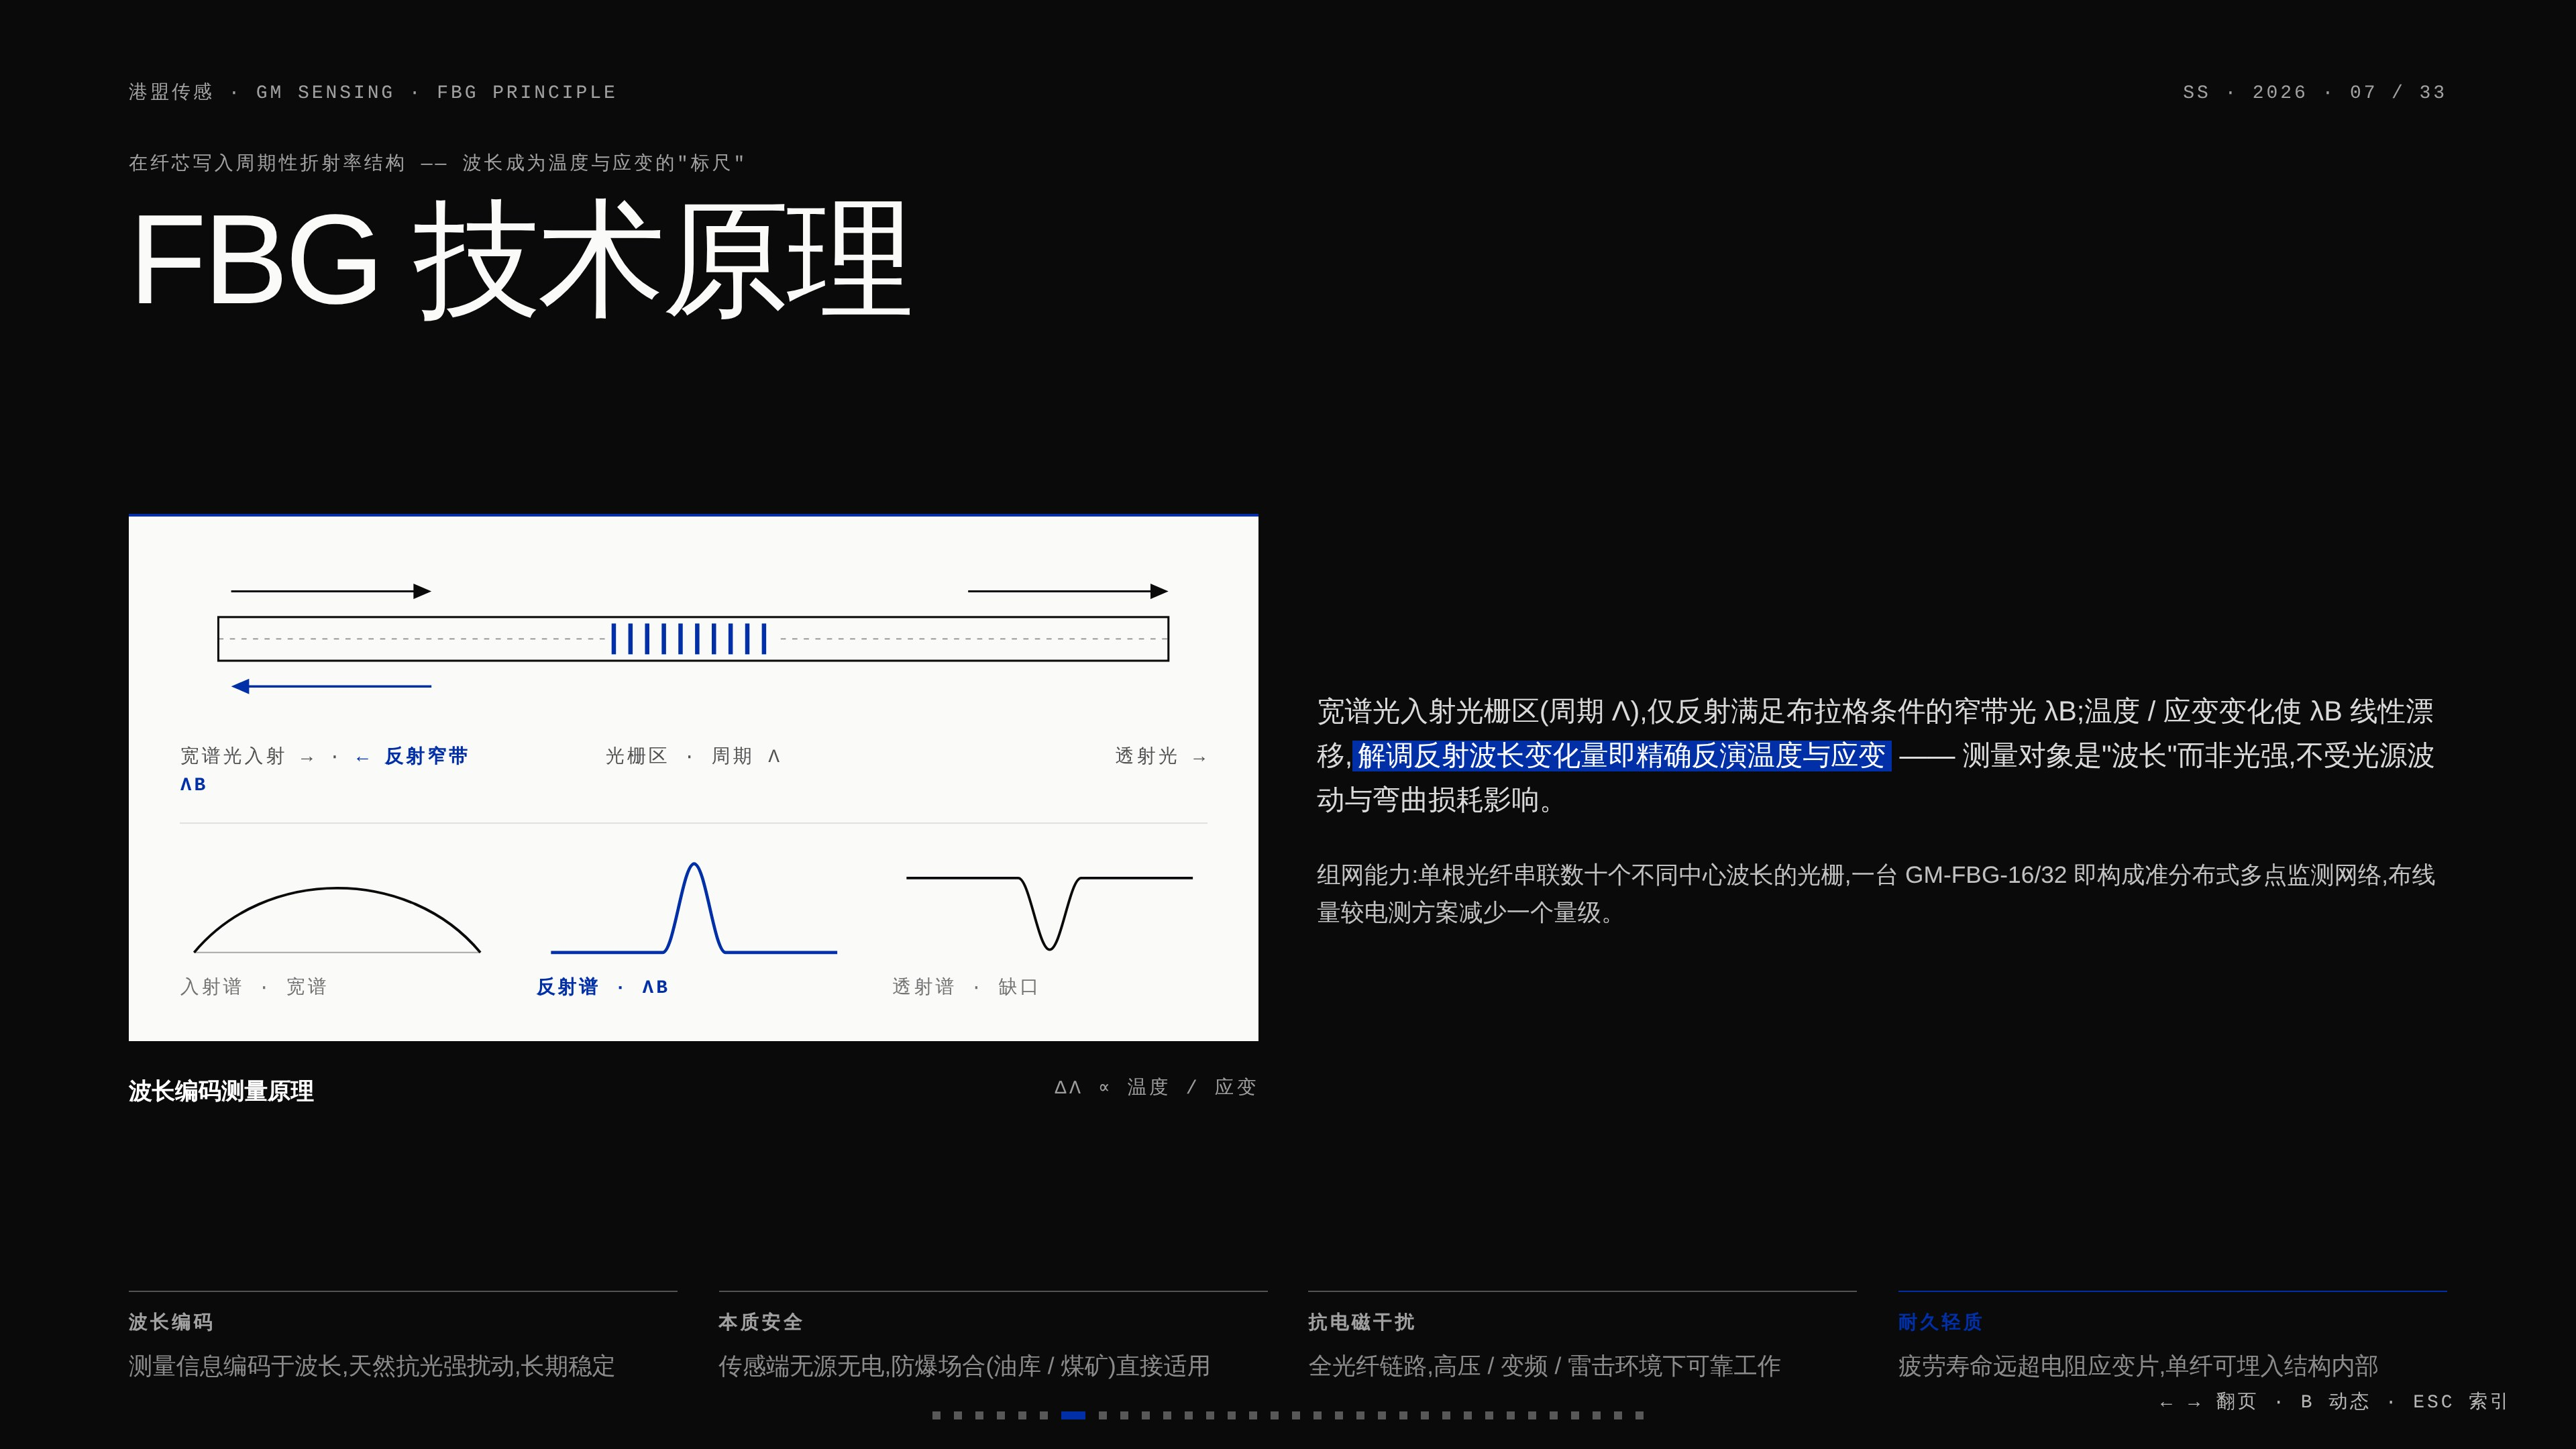 港盟传感 · GM SENSING · FBG PRINCIPLE
SS · 2026 · 07 / 33
在纤芯写入周期性折射率结构 —— 波长成为温度与应变的"标尺"
FBG 技术原理
宽谱光入射 → · ← 反射窄带
ΛB
光栅区 · 周期 Λ
透射光 →
入射谱 · 宽谱
反射谱 · ΛB
透射谱 · 缺口
波长编码测量原理
ΔΛ ∝ 温度 / 应变
宽谱光入射光栅区(周期 Λ),仅反射满足布拉格条件的窄带光 λB;温度 / 应变变化使 λB 线性漂
移,解调反射波长变化量即精确反演温度与应变 —— 测量对象是"波长"而非光强,不受光源波
动与弯曲损耗影响。
组网能力:单根光纤串联数十个不同中心波长的光栅,一台 GM-FBG-16/32 即构成准分布式多点监测网络,布线
量较电测方案减少一个量级。
波长编码
测量信息编码于波长,天然抗光强扰动,长期稳定
本质安全
传感端无源无电,防爆场合(油库 / 煤矿)直接适用
抗电磁干扰
全光纤链路,高压 / 变频 / 雷击环境下可靠工作
耐久轻质
疲劳寿命远超电阻应变片,单纤可埋入结构内部
← → 翻页 · B 动态 · ESC 索引